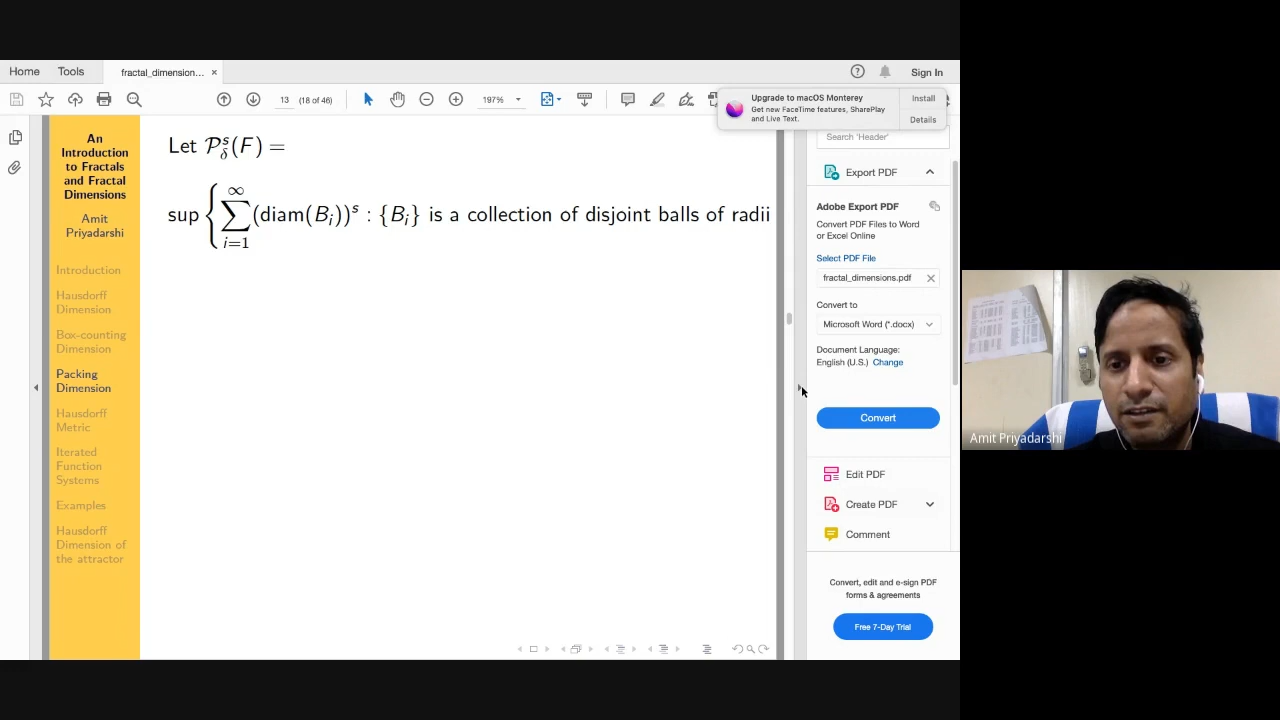 Home Tools fractal_dimension... × Sign In
13 (18 of 46) 197%
Upgrade to macOS Monterey
Get new FaceTime features, SharePlay
and Live Text.
Install
Details
An
Introduction
to Fractals
and Fractal
Dimensions
Amit
Priyadarshi
Introduction
Hausdorff
Dimension
Box-counting
Dimension
Packing
Dimension
Hausdorff
Metric
Iterated
Function
Systems
Examples
Hausdorff
Dimension of
the attractor
Let 𝒫ˢ_δ(F) =
sup { ∑_{i=1}^{∞} (diam(B_i))ˢ : {B_i} is a collection of disjoint balls of radii
Search 'Header'
Export PDF
Adobe Export PDF
Convert PDF Files to Word
or Excel Online
Select PDF File
fractal_dimensions.pdf
Convert to
Microsoft Word (*.docx)
Document Language:
English (U.S.) Change
Convert
Edit PDF
Create PDF
Comment
Convert, edit and e-sign PDF
forms & agreements
Free 7-Day Trial
Amit Priyadarshi